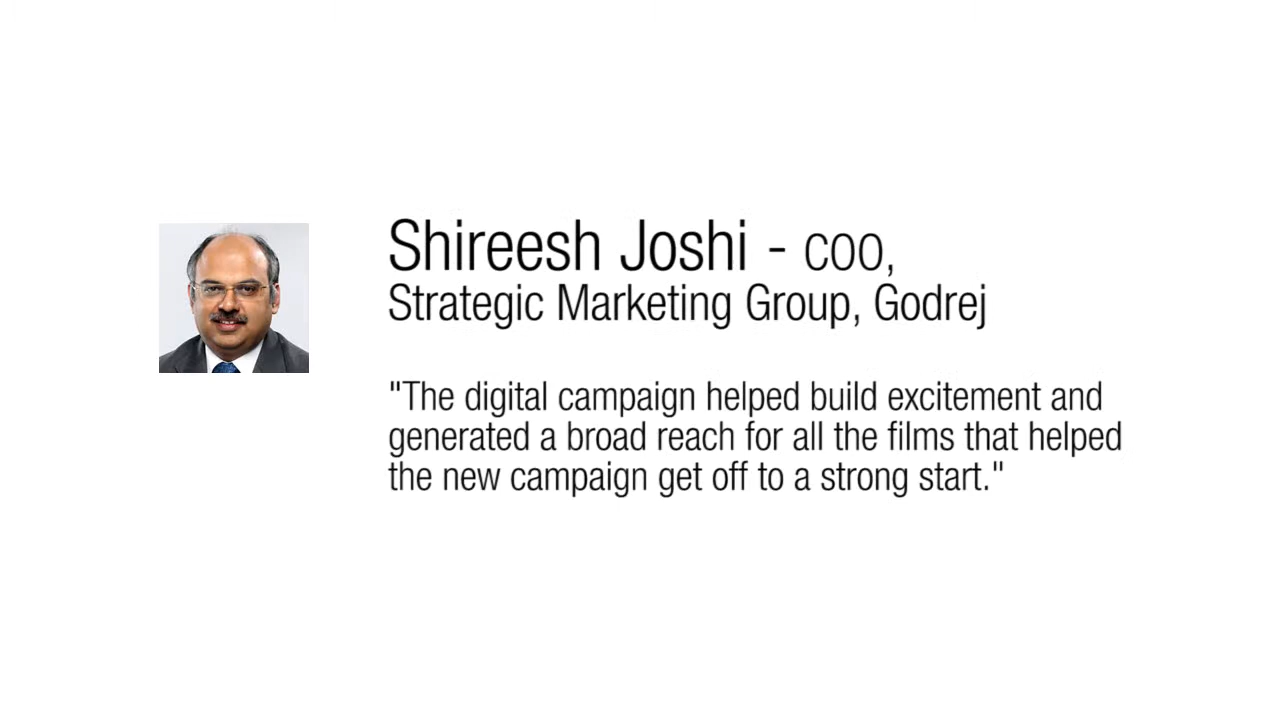 Shireesh Joshi - COO,
Strategic Marketing Group, Godrej
"The digital campaign helped build excitement and
generated a broad reach for all the films that helped
the new campaign get off to a strong start."